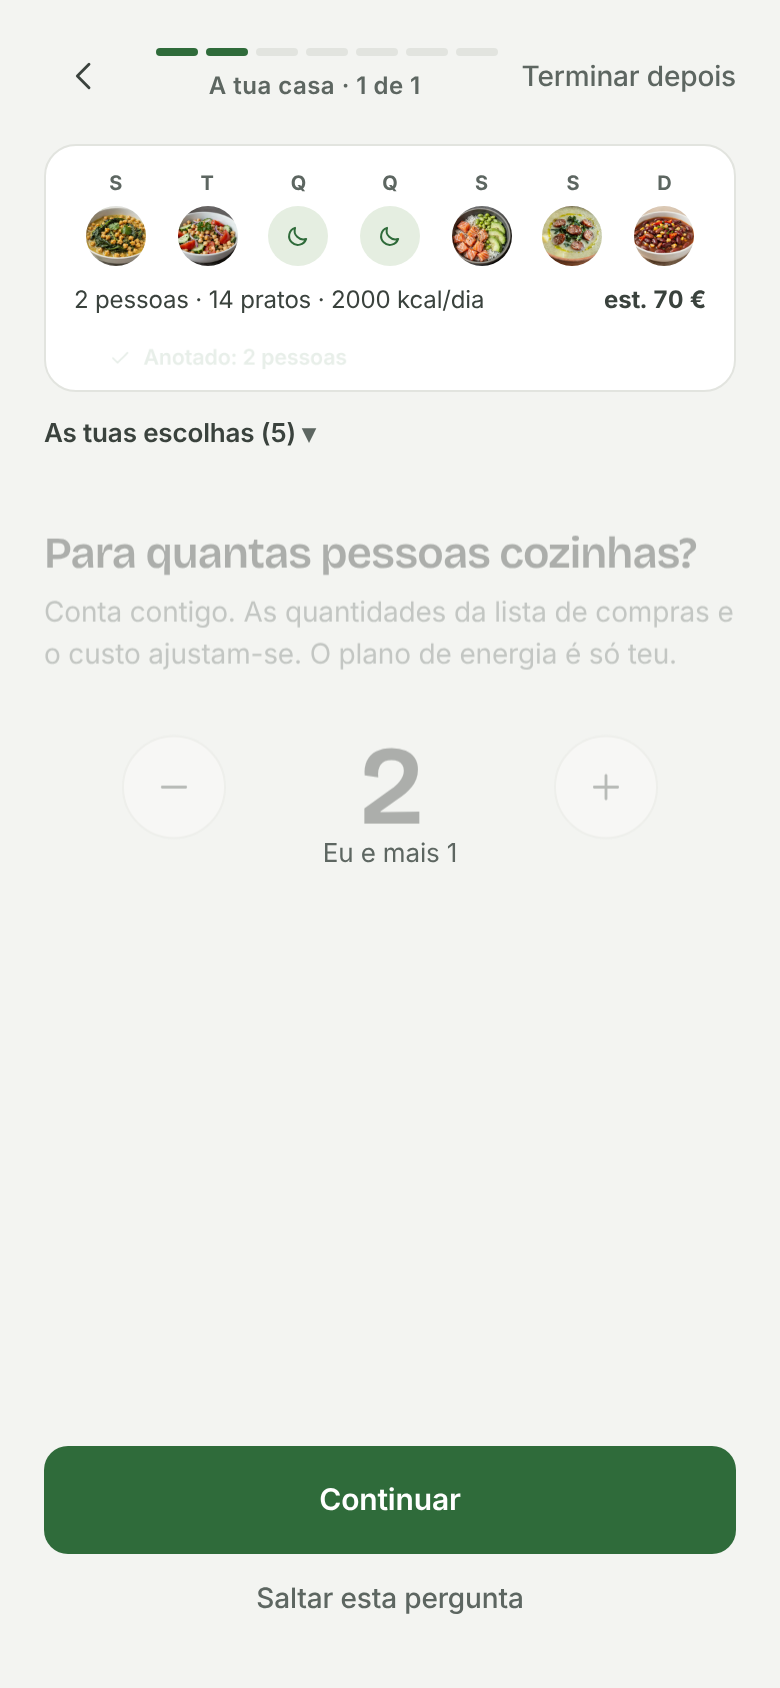 A tua casa · 1 de 1
Terminar depois
S T Q Q S S D
2 pessoas · 14 pratos · 2000 kcal/dia est. 70 €
Anotado: 2 pessoas
As tuas escolhas (5) ▾
Para quantas pessoas cozinhas?
Conta contigo. As quantidades da lista de compras e
o custo ajustam-se. O plano de energia é só teu.
2
Eu e mais 1
Continuar
Saltar esta pergunta